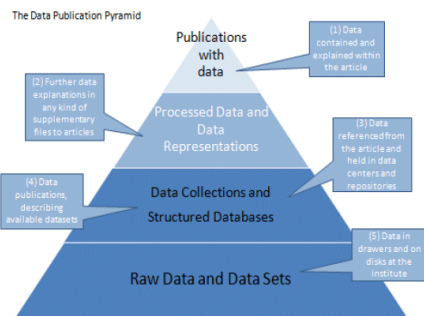 The Data Publication Pyramid
Publications
with
data
(1) Data
contained and
explained within
the article
(2) Further data
explanations in
any kind of
supplementary
files to articles
Processed Data and
Data
Representations
(3) Data
referenced from
the article and
held in data
centers and
repositories
(4) Data
publications,
describing
available datasets
Data Collections and
Structured Databases
(5) Data in
drawers and on
disks at the
institute
Raw Data and Data Sets